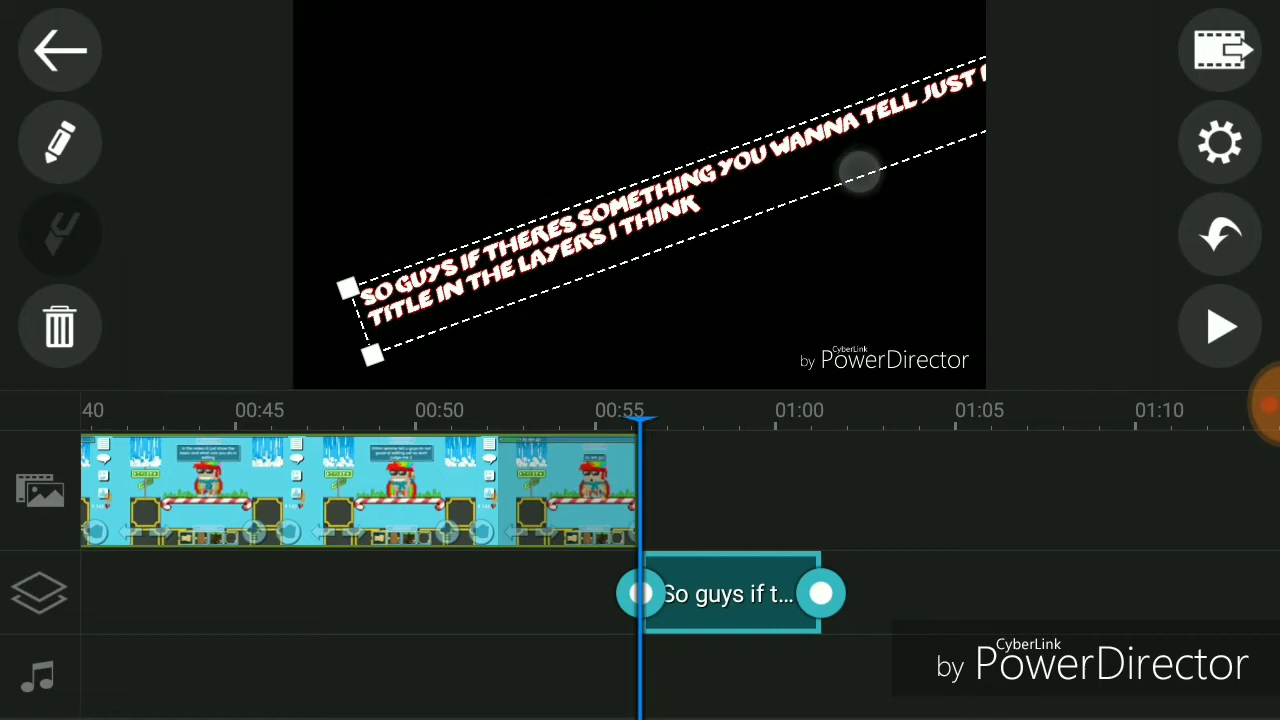 SO GUYS IF THERES SOMETHING YOU WANNA TELL JUST
TITLE IN THE LAYERS I THINK
CyberLink
by PowerDirector
40 00:45 00:50 00:55 01:00 01:05 01:10
So guys if t...
CyberLink
by PowerDirector